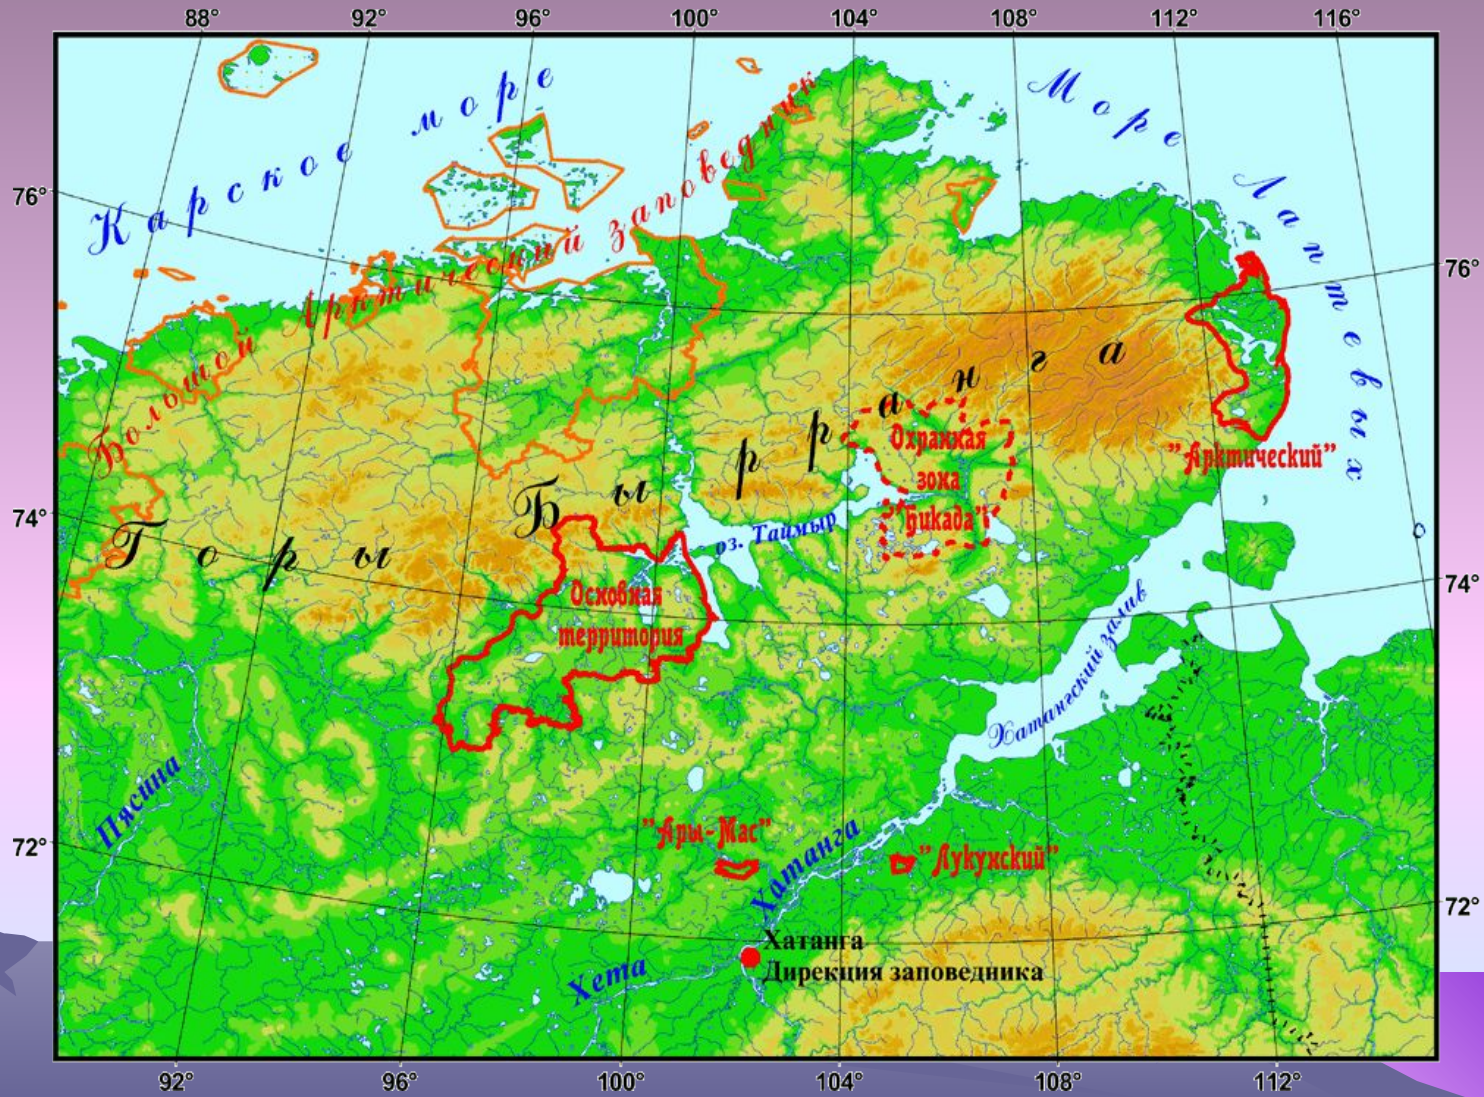 88° 92° 96° 100° 104° 108° 112° 116°
Карское море
Море Лаптевых
76°
76°
Большой Арктический заповедник
Горы Бырранга
Охранная
зона
"Бикада"
"Арктический"
74°
оз. Таймыр
74°
Основная
территория
Хатангский залив
Пясина
"Ары-Мас"
72°
Хатанга
"Лукунский"
72°
Хатанга
Дирекция заповедника
Хета
92° 96° 100° 104° 108° 112°